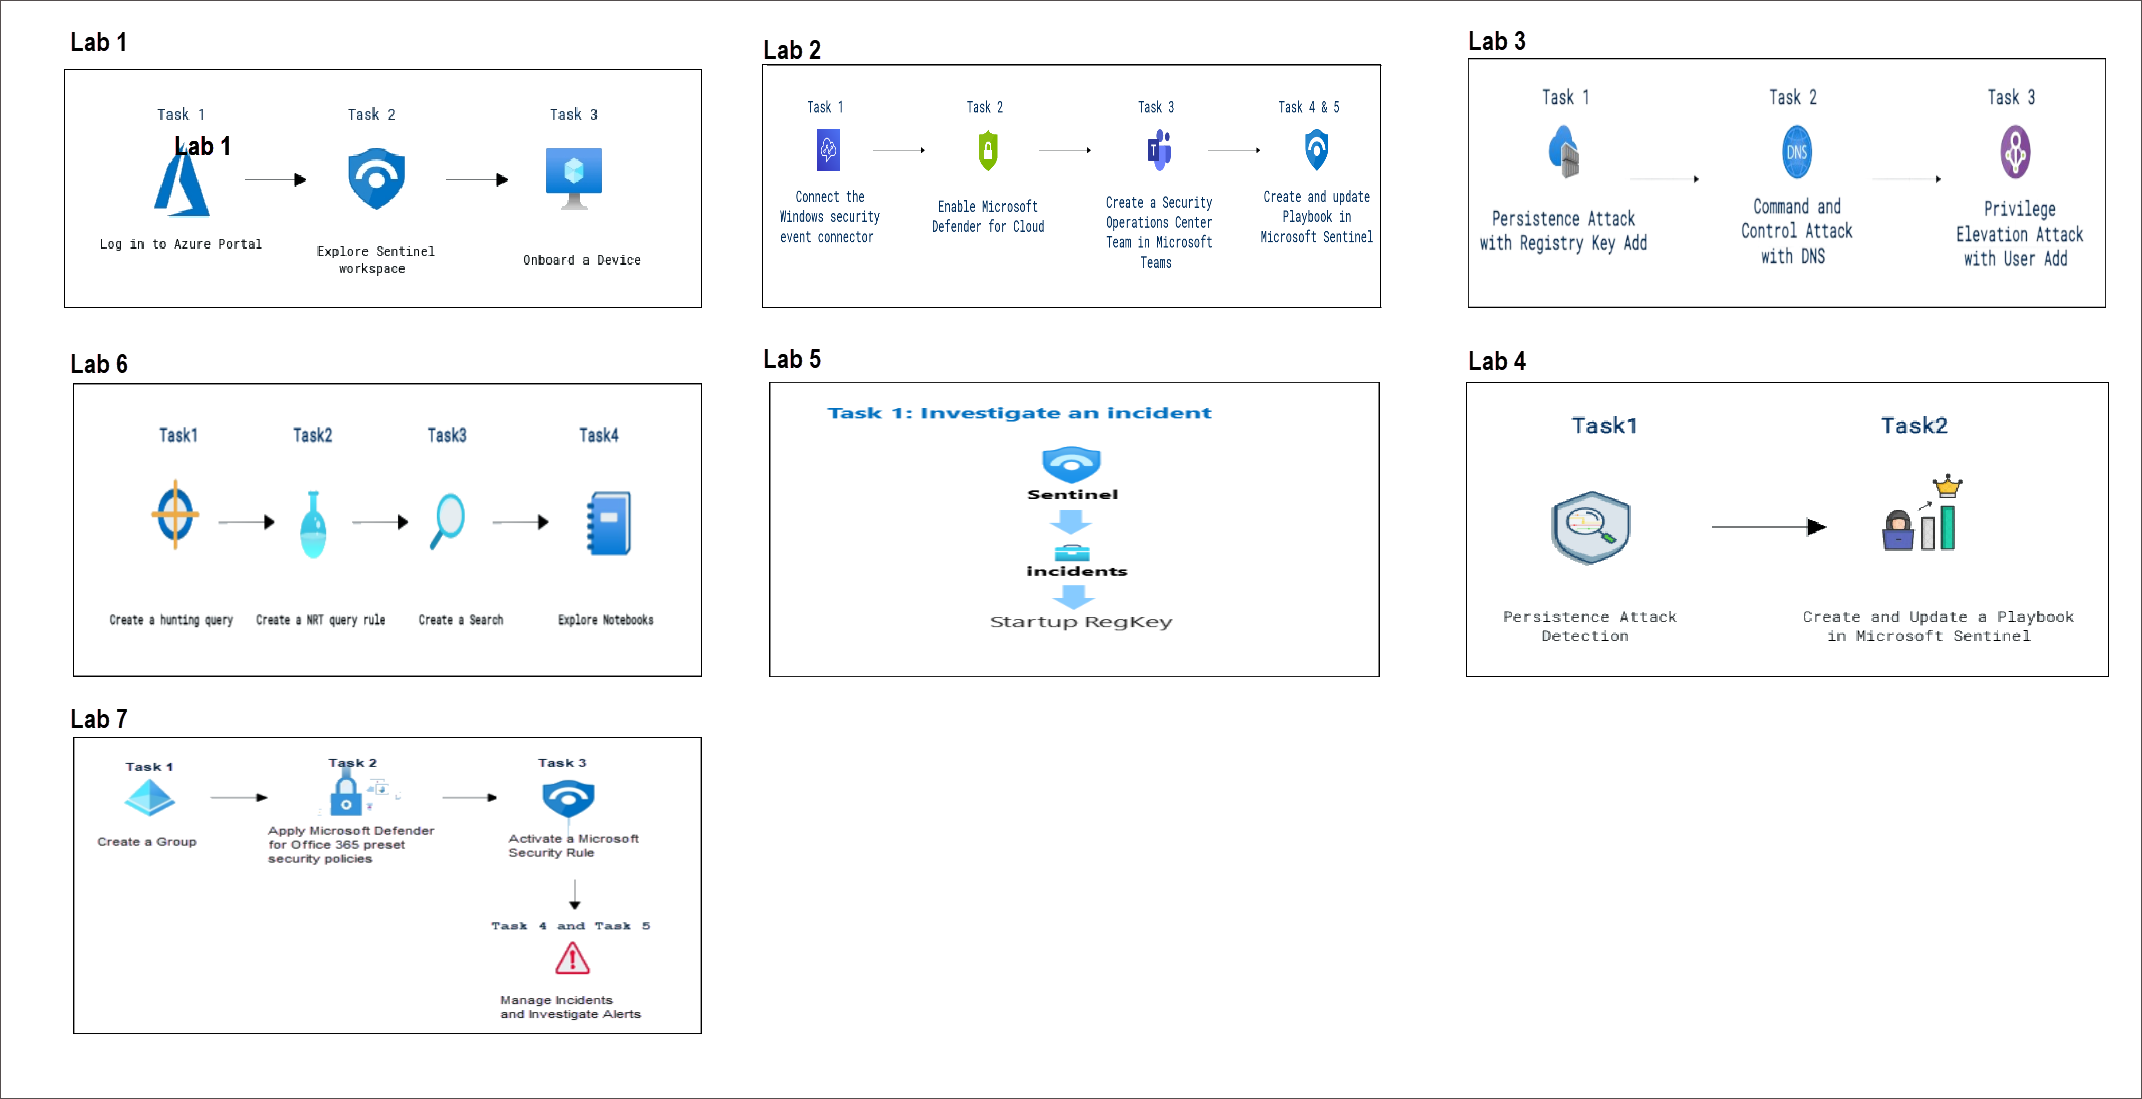 Lab 1
Task 1
Task 2
Task 3
Lab 1
Log in to Azure Portal
Explore Sentinel
workspace
Onboard a Device
Lab 2
Task 1
Task 2
Task 3
Task 4 & 5
Connect the
Windows security
event connector
Enable Microsoft
Defender for Cloud
T
Create a Security
Operations Center
Team in Microsoft
Teams
Create and update
Playbook in
Microsoft Sentinel
Lab 3
Task 1
Task 2
Task 3
DNS
Persistence Attack
with Registry Key Add
Command and
Control Attack
with DNS
Privilege
Elevation Attack
with User Add
Lab 6
Task1
Task2
Task3
Task4
Create a hunting query
Create a NRT query rule
Create a Search
Explore Notebooks
Lab 5
Task 1: Investigate an incident
Sentinel
incidents
Startup RegKey
Lab 4
Task1
Task2
Persistence Attack
Detection
Create and Update a Playbook
in Microsoft Sentinel
Lab 7
Task 1
Task 2
Task 3
Create a Group
Apply Microsoft Defender
for Office 365 preset
security policies
Activate a Microsoft
Security Rule
Task 4 and Task 5
Manage Incidents
and Investigate Alerts